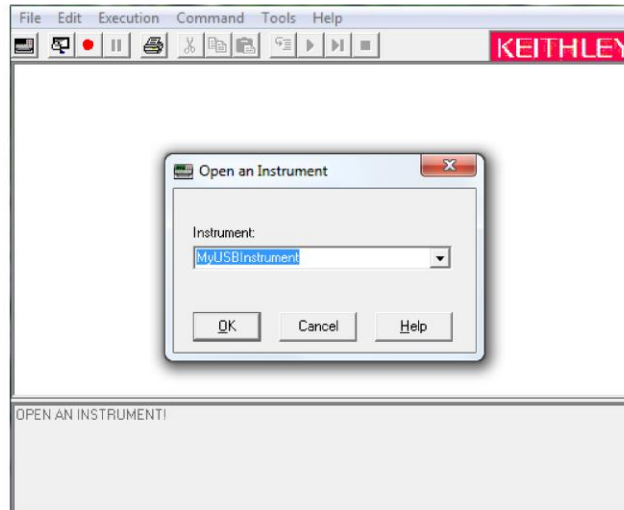 File Edit Execution Command Tools Help
KEITHLEY
Open an Instrument
Instrument:
MyUSBInstrument
OK Cancel Help
OPEN AN INSTRUMENT!